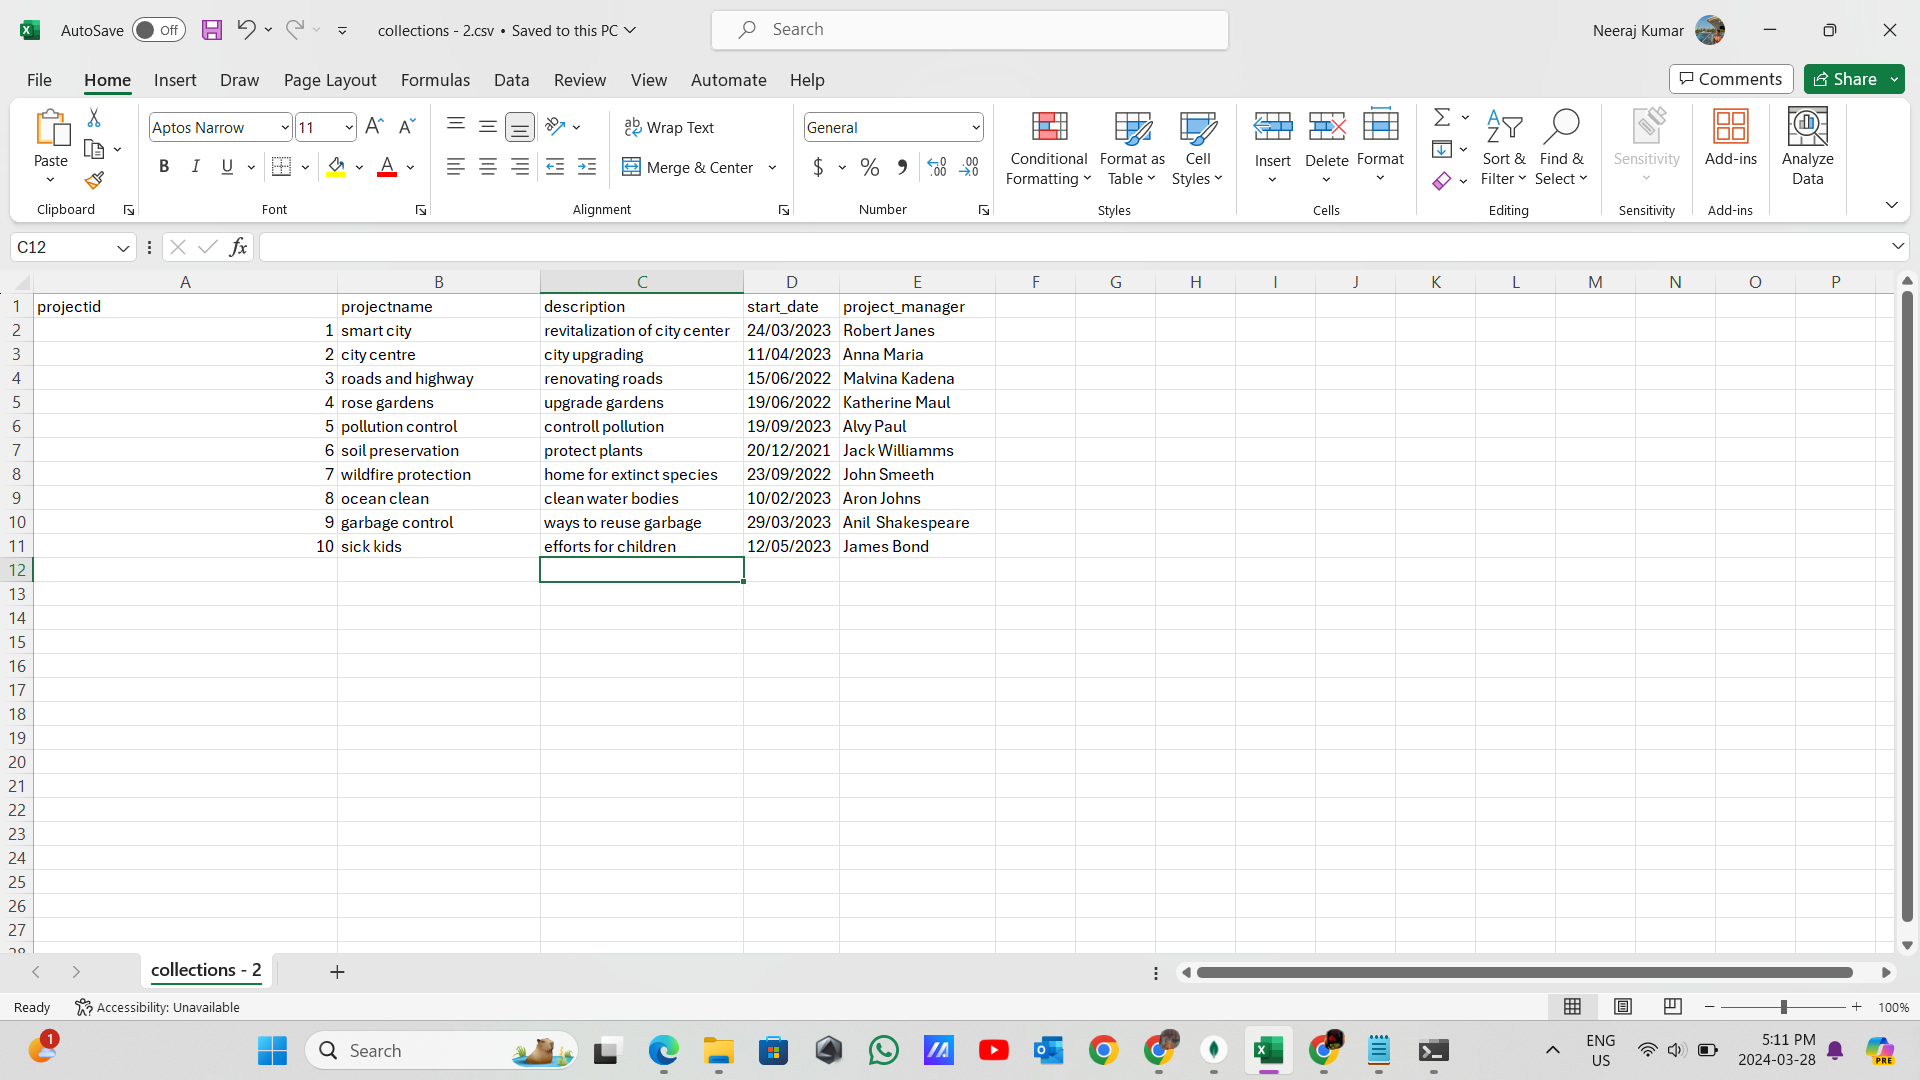 AutoSave Off collections - 2.csv • Saved to this PC Search Neeraj Kumar
File Home Insert Draw Page Layout Formulas Data Review View Automate Help Comments Share
Paste Aptos Narrow 11 Wrap Text General Conditional Formatting Format as Table Cell Styles Insert Delete Format Sort & Filter Find & Select Sensitivity Add-ins Analyze Data
B I U A Merge & Center $ %
Clipboard Font Alignment Number Styles Cells Editing Sensitivity Add-ins
C12 fx
A B C D E F G H I J K L M N O P
1 projectid projectname description start_date project_manager
2 1 smart city revitalization of city center 24/03/2023 Robert Janes
3 2 city centre city upgrading 11/04/2023 Anna Maria
4 3 roads and highway renovating roads 15/06/2022 Malvina Kadena
5 4 rose gardens upgrade gardens 19/06/2022 Katherine Maul
6 5 pollution control controll pollution 19/09/2023 Alvy Paul
7 6 soil preservation protect plants 20/12/2021 Jack Williamms
8 7 wildfire protection home for extinct species 23/09/2022 John Smeeth
9 8 ocean clean clean water bodies 10/02/2023 Aron Johns
10 9 garbage control ways to reuse garbage 29/03/2023 Anil Shakespeare
11 10 sick kids efforts for children 12/05/2023 James Bond
12
13
14
15
16
17
18
19
20
21
22
23
24
25
26
27
28
collections - 2
Ready Accessibility: Unavailable 100%
1 Search ENG US 5:11 PM 2024-03-28 PRE